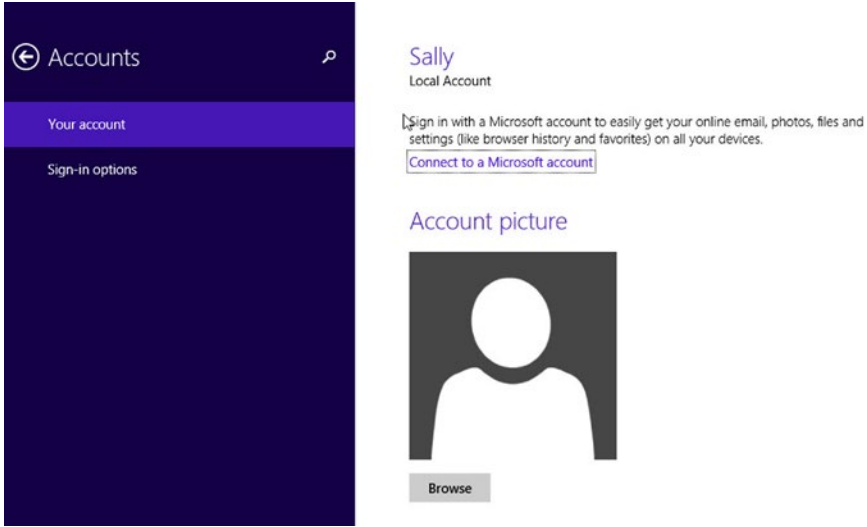 Accounts
Your account
Sign-in options
Sally
Local Account
Sign in with a Microsoft account to easily get your online email, photos, files and
settings (like browser history and favorites) on all your devices.
Connect to a Microsoft account
Account picture
Browse